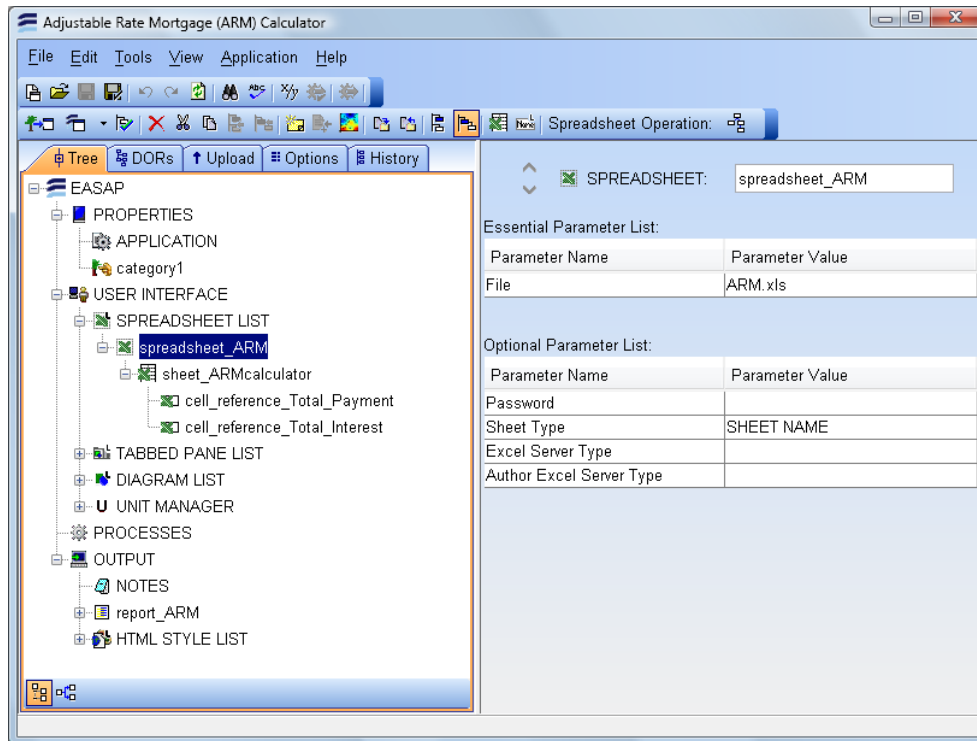 Adjustable Rate Mortgage (ARM) Calculator
File Edit Tools View Application Help
Spreadsheet Operation:
Tree DORs Upload Options History
EASAP
PROPERTIES
APPLICATION
category1
USER INTERFACE
SPREADSHEET LIST
spreadsheet_ARM
sheet_ARMcalculator
cell_reference_Total_Payment
cell_reference_Total_Interest
TABBED PANE LIST
DIAGRAM LIST
U UNIT MANAGER
PROCESSES
OUTPUT
NOTES
report_ARM
HTML STYLE LIST
SPREADSHEET: spreadsheet_ARM
Essential Parameter List:
Parameter Name Parameter Value
File ARM.xls
Optional Parameter List:
Parameter Name Parameter Value
Password
Sheet Type SHEET NAME
Excel Server Type
Author Excel Server Type